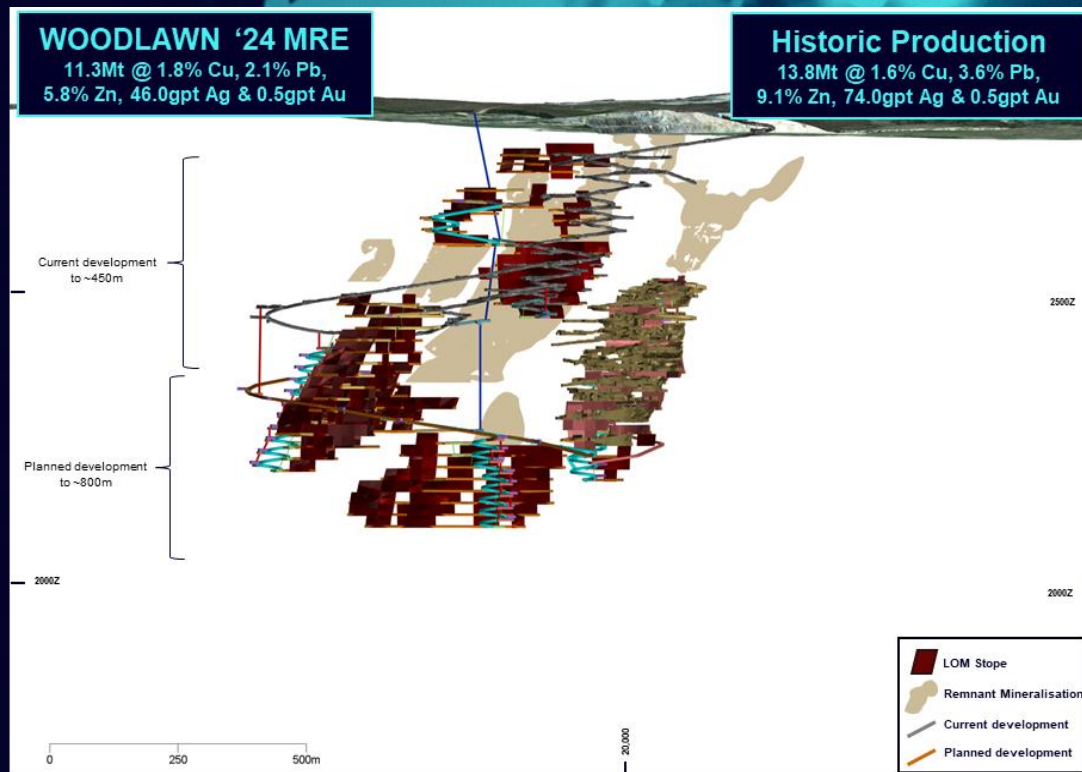 WOODLAWN ‘24 MRE
11.3Mt @ 1.8% Cu, 2.1% Pb,
5.8% Zn, 46.0gpt Ag & 0.5gpt Au
Historic Production
13.8Mt @ 1.6% Cu, 3.6% Pb,
9.1% Zn, 74.0gpt Ag & 0.5gpt Au
Current development
to ~450m
2500Z
Planned development
to ~800m
2000Z
2000Z
LOM Stope
Remnant Mineralisation
Current development
Planned development
20,000
0 250 500m